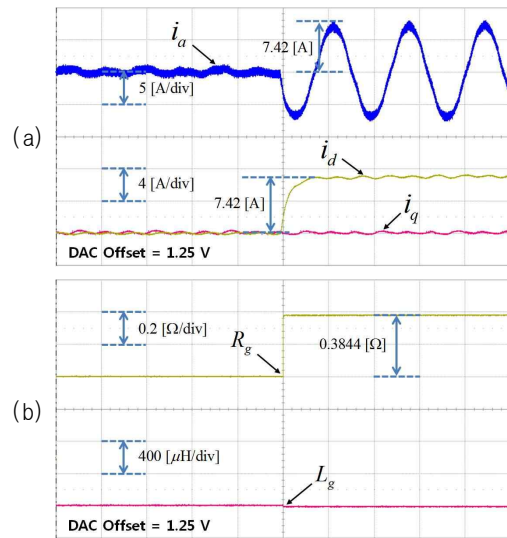 (a)
i_a
7.42 [A]
5 [A/div]
4 [A/div]
i_d
7.42 [A]
i_q
DAC Offset = 1.25 V
(b)
0.2 [Ω/div]
R_g
0.3844 [Ω]
400 [μH/div]
L_g
DAC Offset = 1.25 V